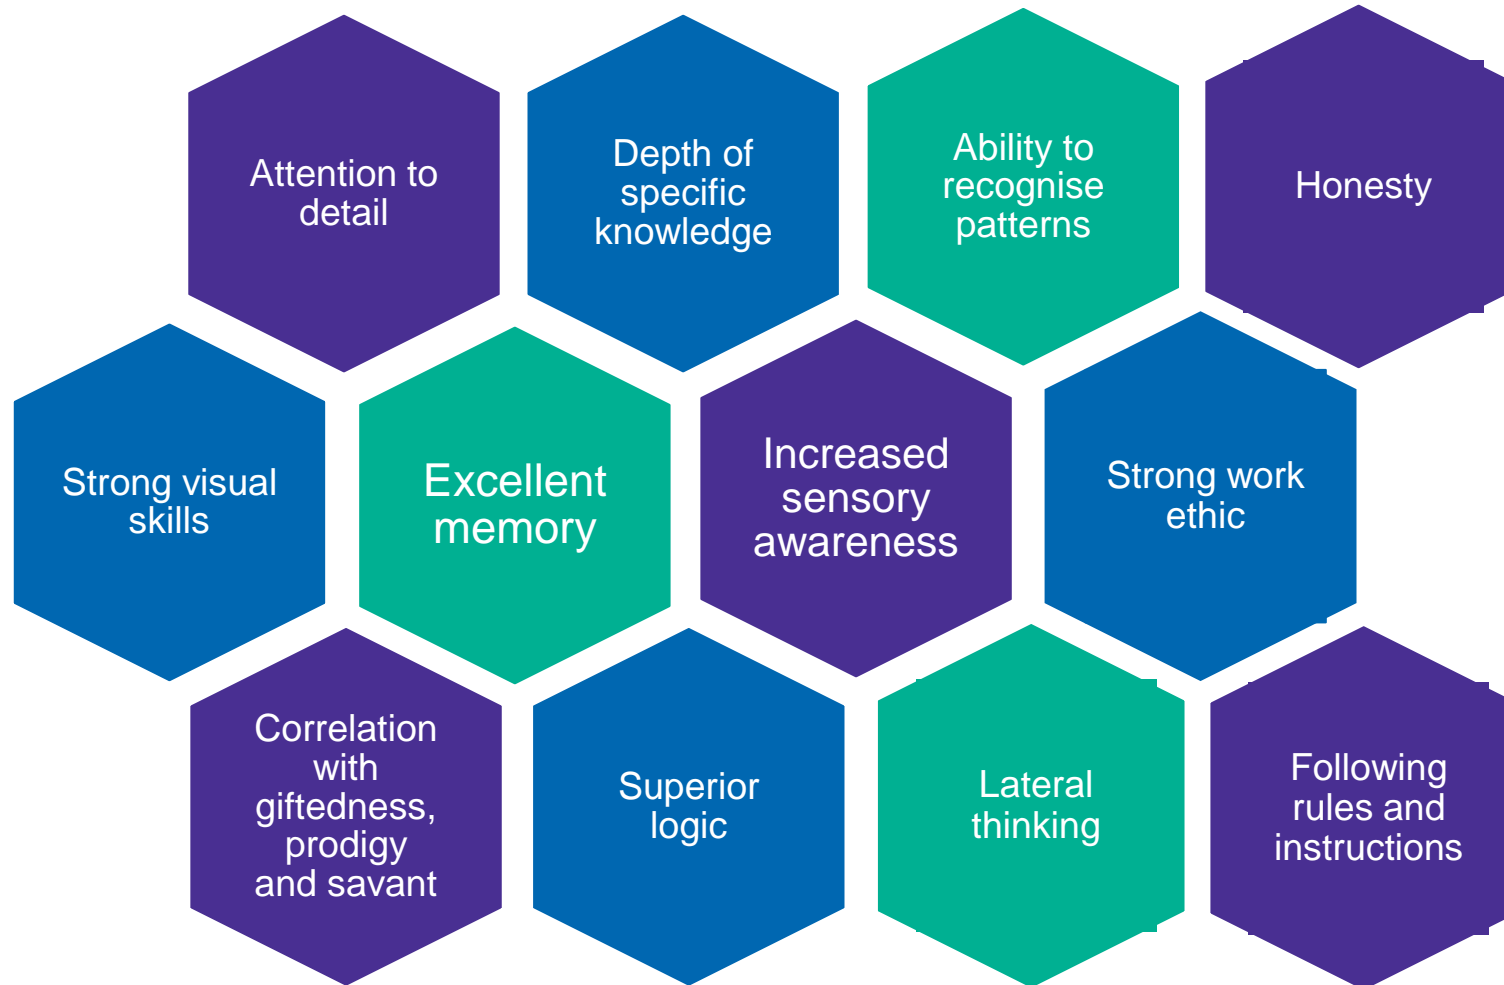 Attention to
detail
Depth of
specific
knowledge
Ability to
recognise
patterns
Honesty
Strong visual
skills
Excellent
memory
Increased
sensory
awareness
Strong work
ethic
Correlation
with
giftedness,
prodigy
and savant
Superior
logic
Lateral
thinking
Following
rules and
instructions